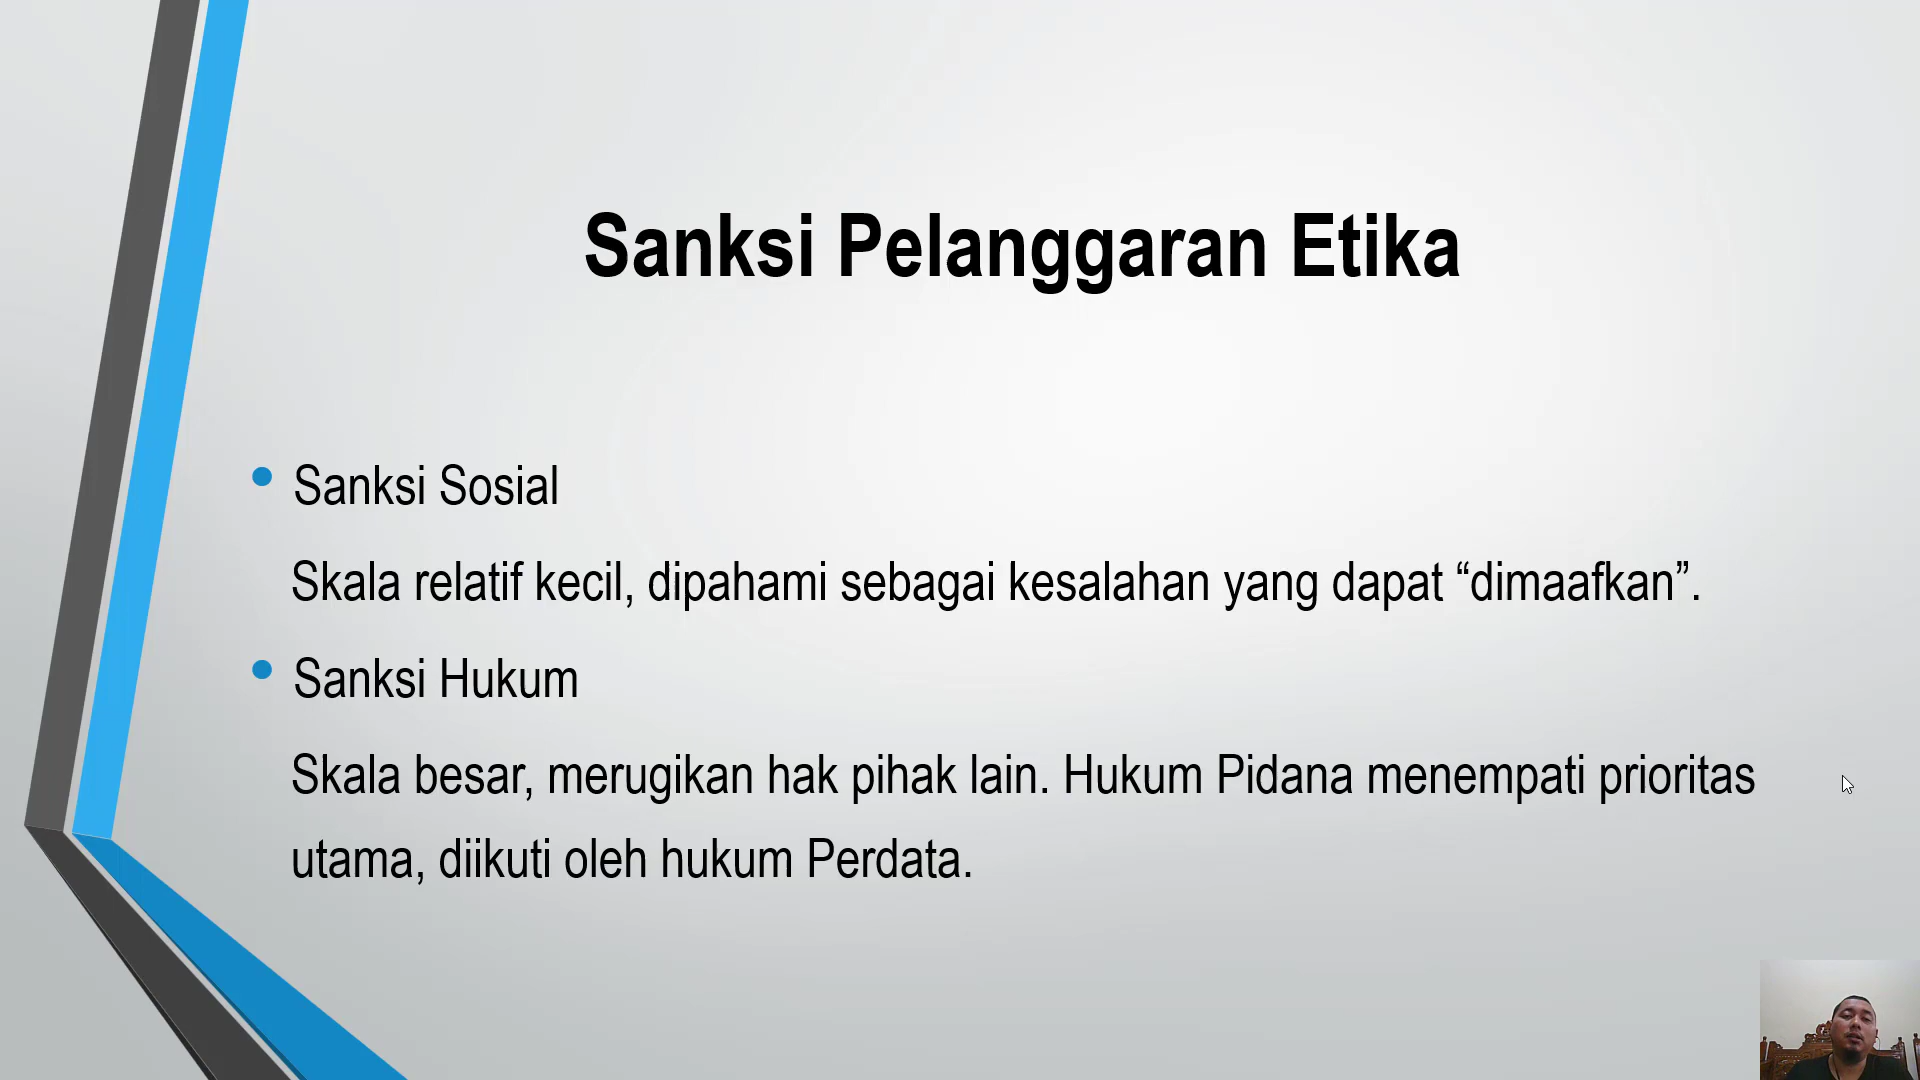 Sanksi Pelanggaran Etika
• Sanksi Sosial
Skala relatif kecil, dipahami sebagai kesalahan yang dapat “dimaafkan”.
• Sanksi Hukum
Skala besar, merugikan hak pihak lain. Hukum Pidana menempati prioritas
utama, diikuti oleh hukum Perdata.